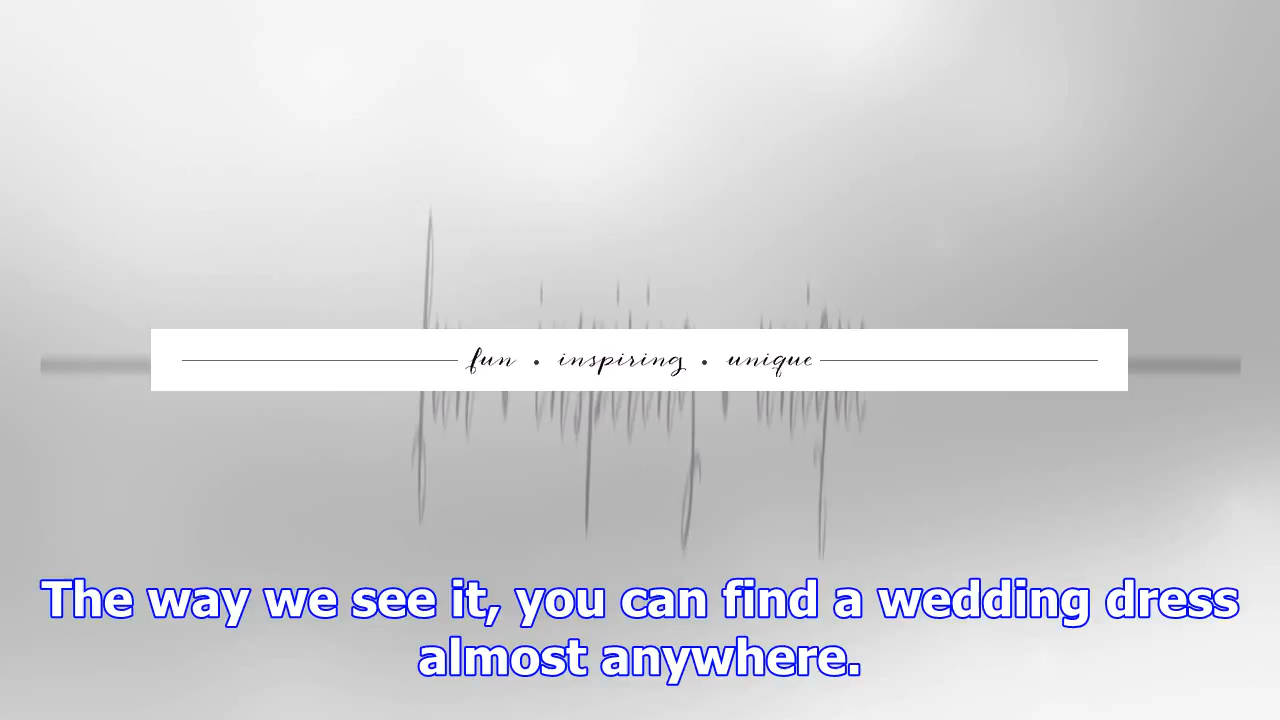 fun • inspiring • unique
The way we see it, you can find a wedding dress
almost anywhere.